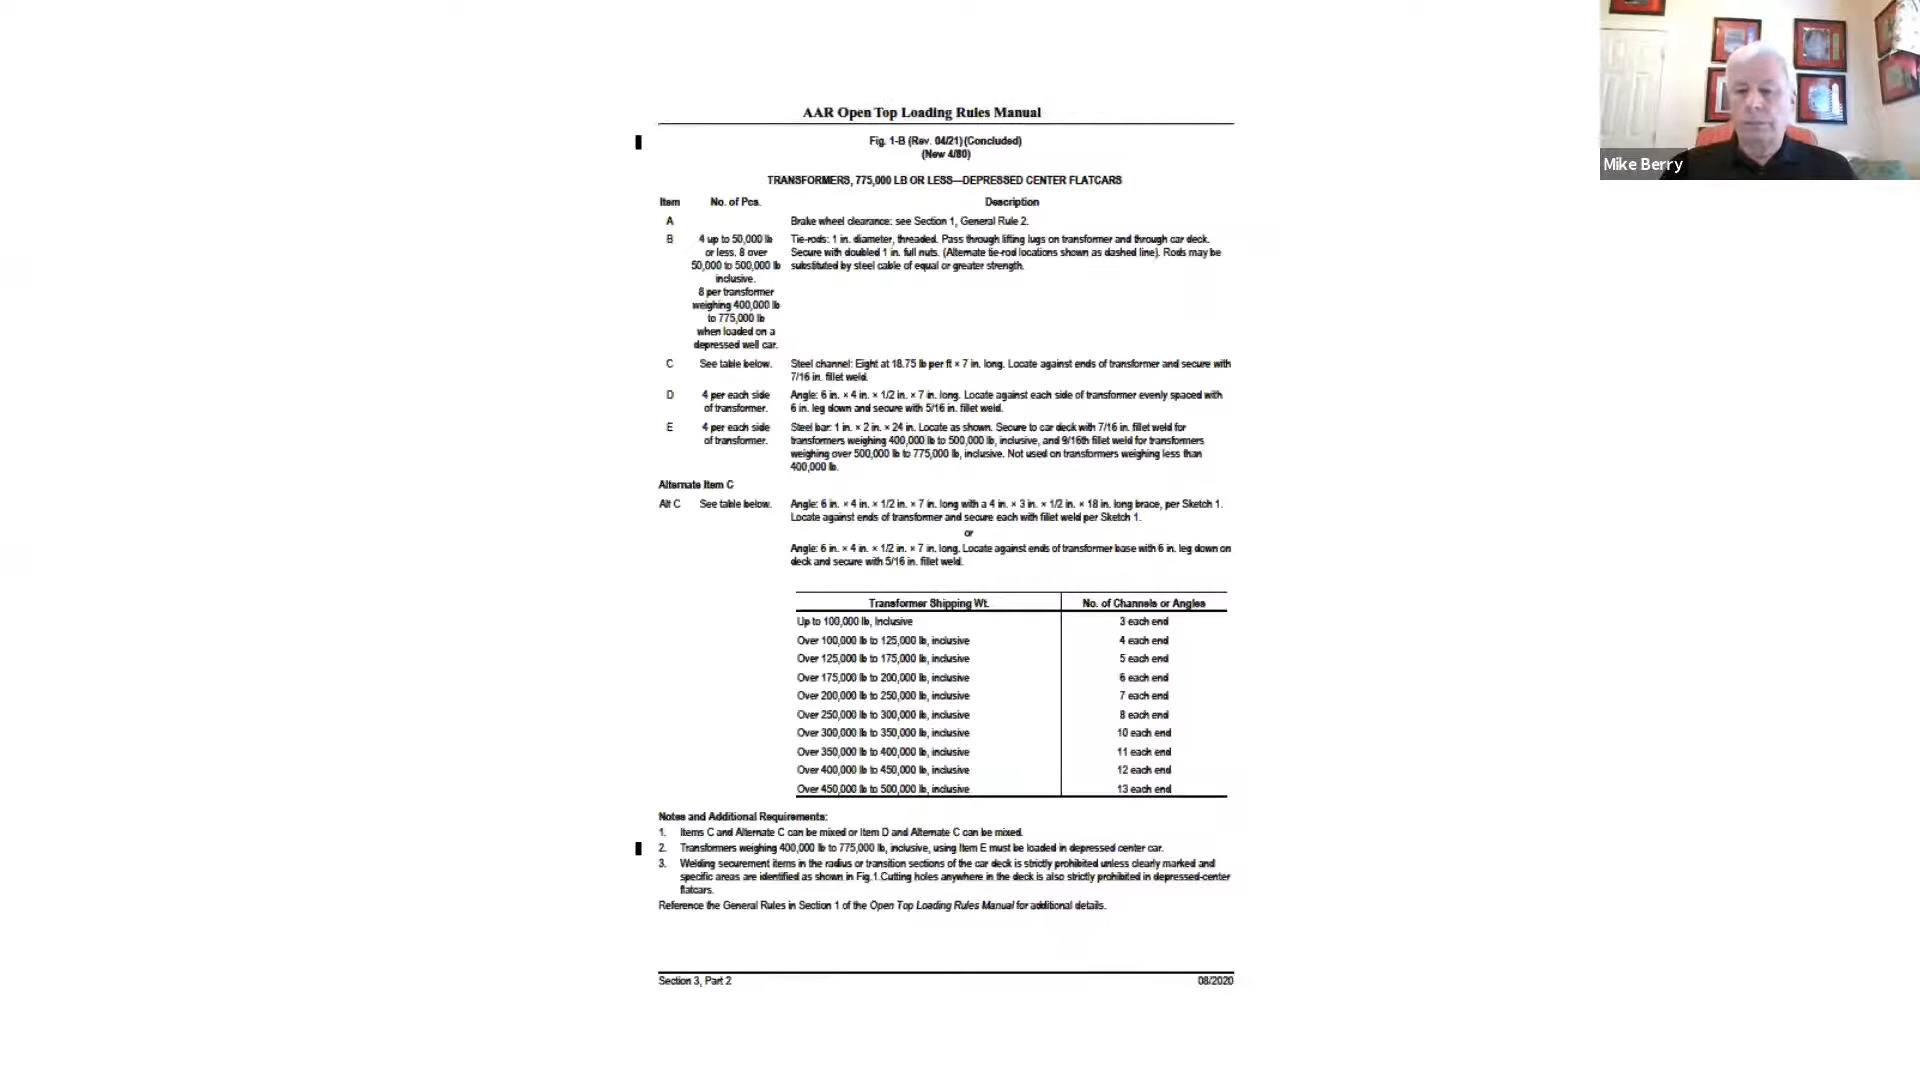 AAR Open Top Loading Rules Manual
Fig. 1-B (Rev. 04/21) (Concluded)
(New 4/80)
TRANSFORMERS, 775,000 LB OR LESS—DEPRESSED CENTER FLATCARS
Item No. of Pcs. Description
A Brake wheel clearance: see Section 1, General Rule 2.
B 4 up to 50,000 lb Tie-rods: 1 in. diameter, threaded. Pass through lifting lugs on transformer and through car deck.
or less, 8 over Secure with doubled 1 in. full nuts. (Alternate tie-rod locations shown as dashed line). Rods may be
50,000 to 500,000 lb substituted by steel cable of equal or greater strength.
inclusive.
8 per transformer
weighing 400,000 lb
to 775,000 lb
when loaded on a
depressed well car.
C See table below. Steel channel: Eight at 18.75 lb per ft × 7 in. long. Locate against ends of transformer and secure with
7/16 in. fillet weld.
D 4 per each side Angle: 6 in. × 4 in. × 1/2 in. × 7 in. long. Locate against each side of transformer evenly spaced with
of transformer. 6 in. leg down and secure with 5/16 in. fillet weld.
E 4 per each side Steel bar: 1 in. × 2 in. × 24 in. Locate as shown. Secure to car deck with 7/16 in. fillet weld for
of transformer. transformers weighing 400,000 lb to 500,000 lb, inclusive, and 9/16th fillet weld for transformers
weighing over 500,000 lb to 775,000 lb, inclusive. Not used on transformers weighing less than
400,000 lb.
Alternate Item C
Alt C See table below. Angle: 6 in. × 4 in. × 1/2 in. × 7 in. long with a 4 in. × 3 in. × 1/2 in. × 18 in. long brace, per Sketch 1.
Locate against ends of transformer and secure each with fillet weld per Sketch 1.
or
Angle: 6 in. × 4 in. × 1/2 in. × 7 in. long. Locate against ends of transformer base with 6 in. leg down on
deck and secure with 5/16 in. fillet weld.
Transformer Shipping Wt. No. of Channels or Angles
Up to 100,000 lb, Inclusive 3 each end
Over 100,000 lb to 125,000 lb, inclusive 4 each end
Over 125,000 lb to 175,000 lb, inclusive 5 each end
Over 175,000 lb to 200,000 lb, inclusive 6 each end
Over 200,000 lb to 250,000 lb, inclusive 7 each end
Over 250,000 lb to 300,000 lb, inclusive 8 each end
Over 300,000 lb to 350,000 lb, inclusive 10 each end
Over 350,000 lb to 400,000 lb, inclusive 11 each end
Over 400,000 lb to 450,000 lb, inclusive 12 each end
Over 450,000 lb to 500,000 lb, inclusive 13 each end
Notes and Additional Requirements:
1. Items C and Alternate C can be mixed or Item D and Alternate C can be mixed.
2. Transformers weighing 400,000 lb to 775,000 lb, inclusive, using Item E must be loaded in depressed center car.
3. Welding securement items in the radius or transition sections of the car deck is strictly prohibited unless clearly marked and
specific areas are identified as shown in Fig.1.Cutting holes anywhere in the deck is also strictly prohibited in depressed-center
flatcars.
Reference the General Rules in Section 1 of the Open Top Loading Rules Manual for additional details.
Section 3, Part 2 08/2020
Mike Berry